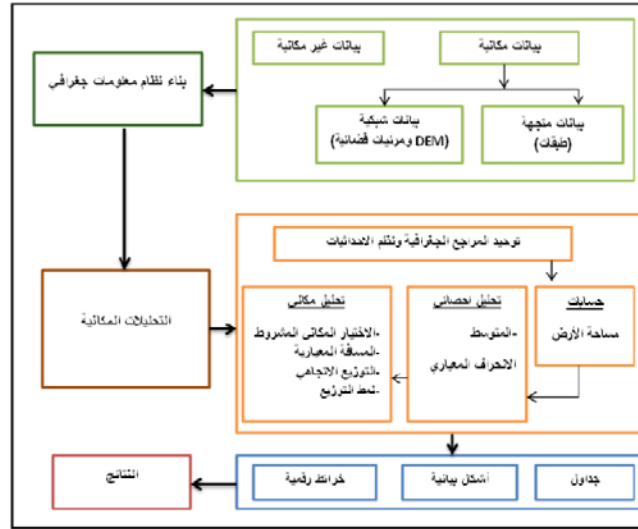 بيانات مكانية
بيانات غير مكانية
بناء نظام معلومات جغرافي
بيانات متجهة
(طبقات)
بيانات شبكية
(DEM ومرئيات فضائية)
توحيد المراجع الجغرافية ونظم الاحداثيات
حسابات
مساحة الأرض
تحليل احصائي
-المتوسط
الانحراف المعياري
تحليل مكاني
-الاختيار المكاني المشروط
-المسافة المعيارية
-التوزيع الاتجاهي
-نمط التوزيع
التحليلات المكانية
جداول
أشكال بيانية
خرائط رقمية
النتائج